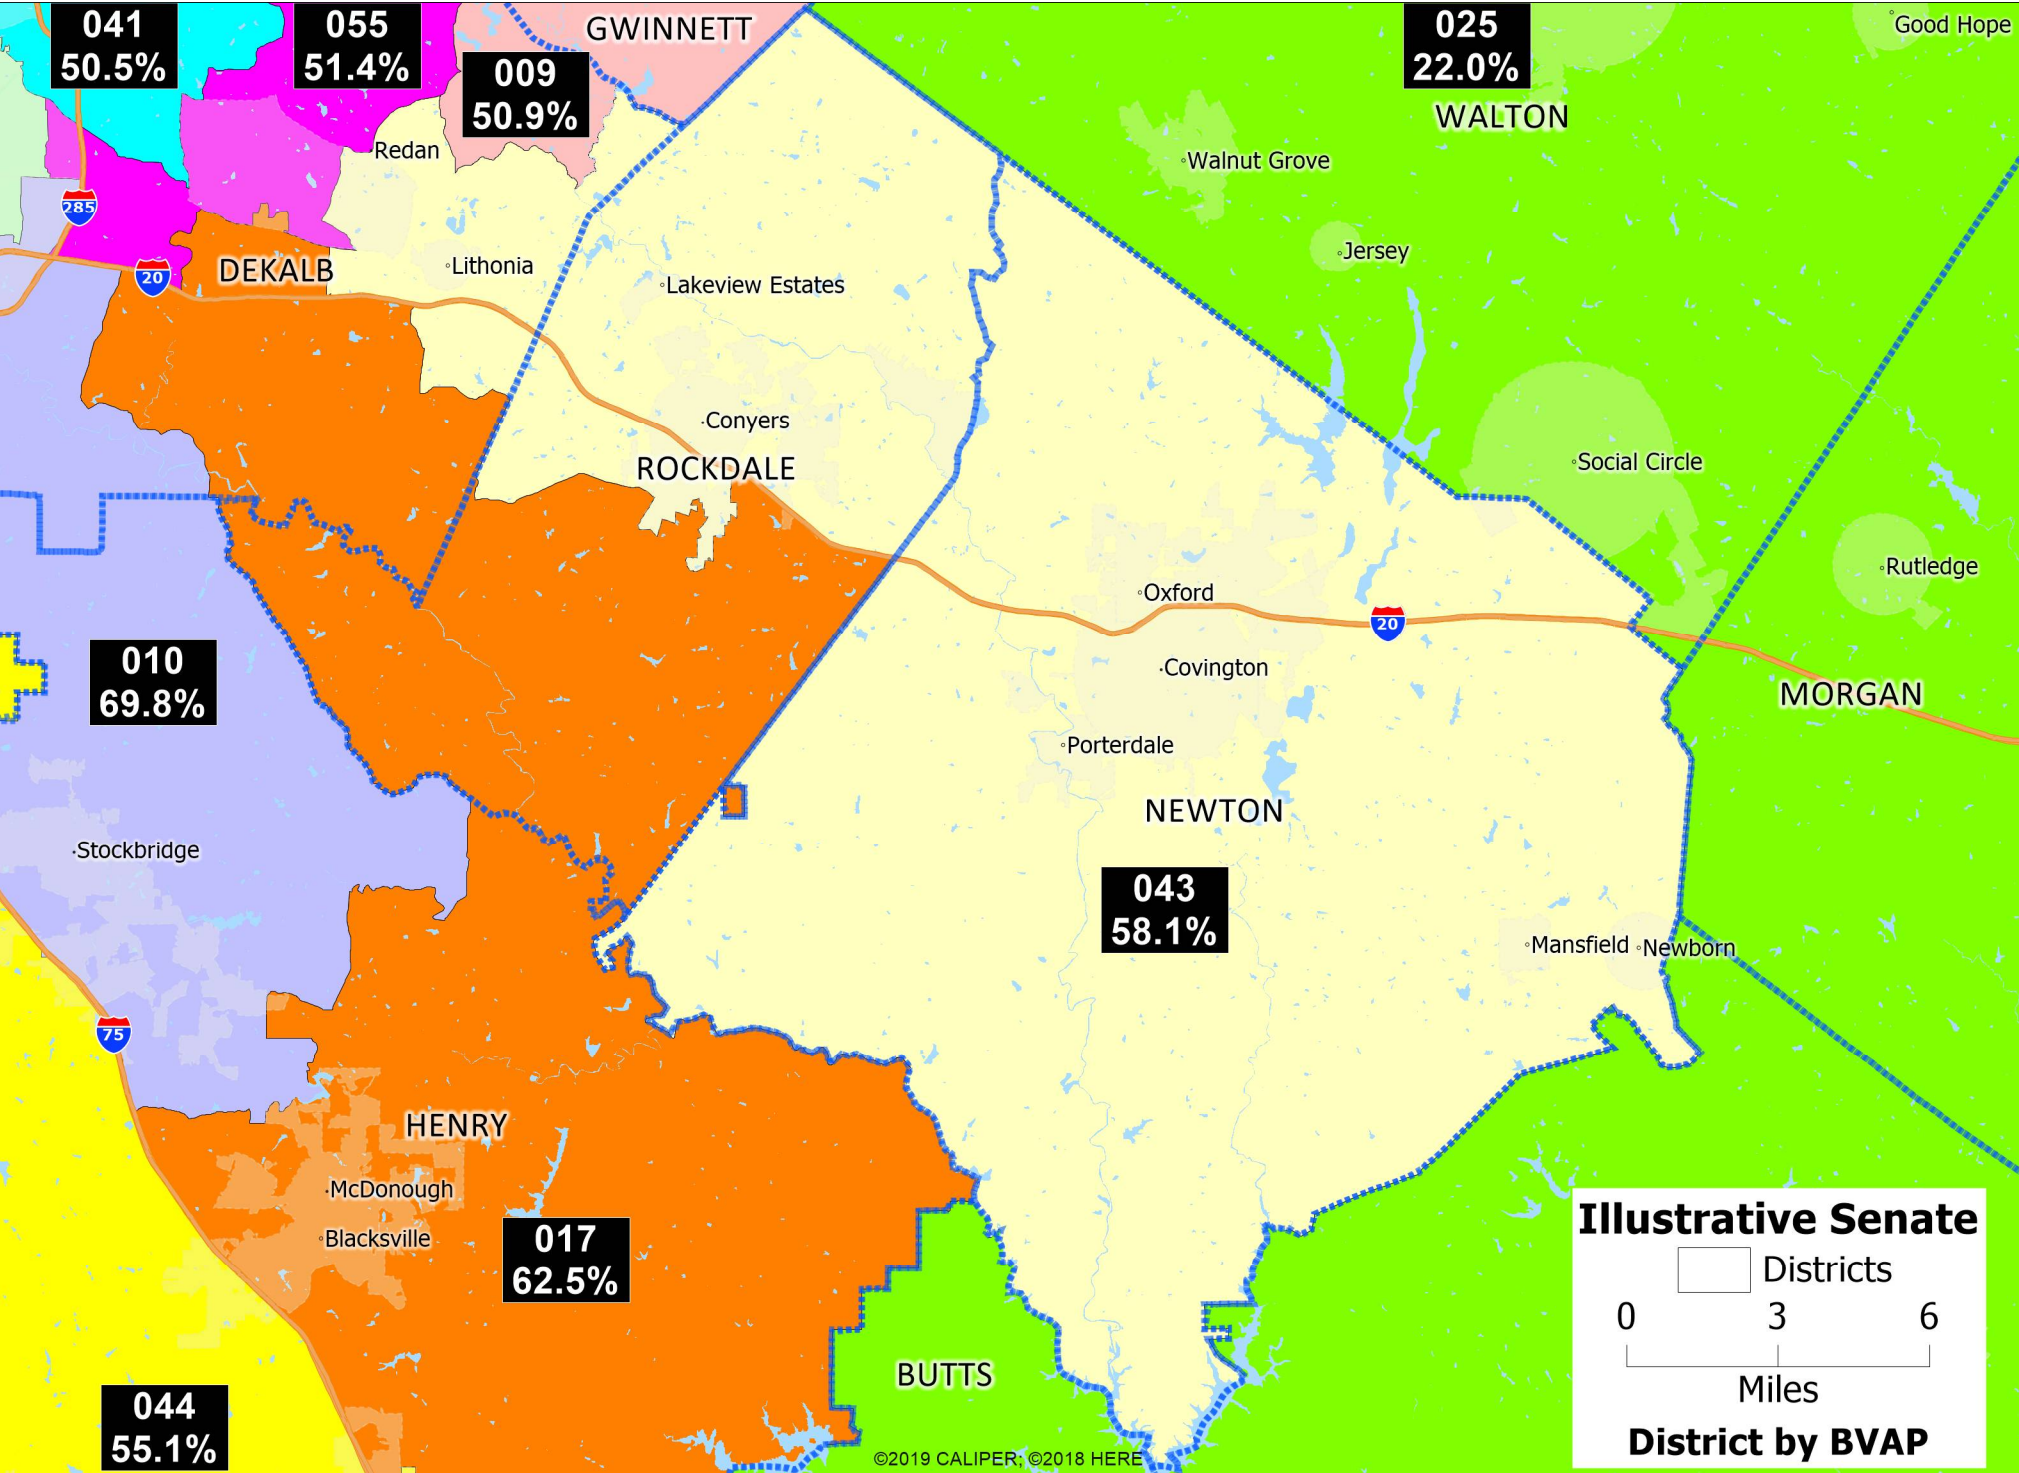 041
50.5%
055
51.4%
GWINNETT
009
50.9%
025
22.0%
Good Hope
WALTON
Redan
Walnut Grove
285
Jersey
20
DEKALB
Lithonia
Lakeview Estates
Conyers
ROCKDALE
Social Circle
Oxford
20
Rutledge
010
69.8%
Covington
MORGAN
Porterdale
NEWTON
Stockbridge
043
58.1%
Mansfield
Newborn
75
HENRY
McDonough
Blacksville
017
62.5%
BUTTS
044
55.1%
Illustrative Senate
Districts
0 3 6
Miles
District by BVAP
©2019 CALIPER; ©2018 HERE